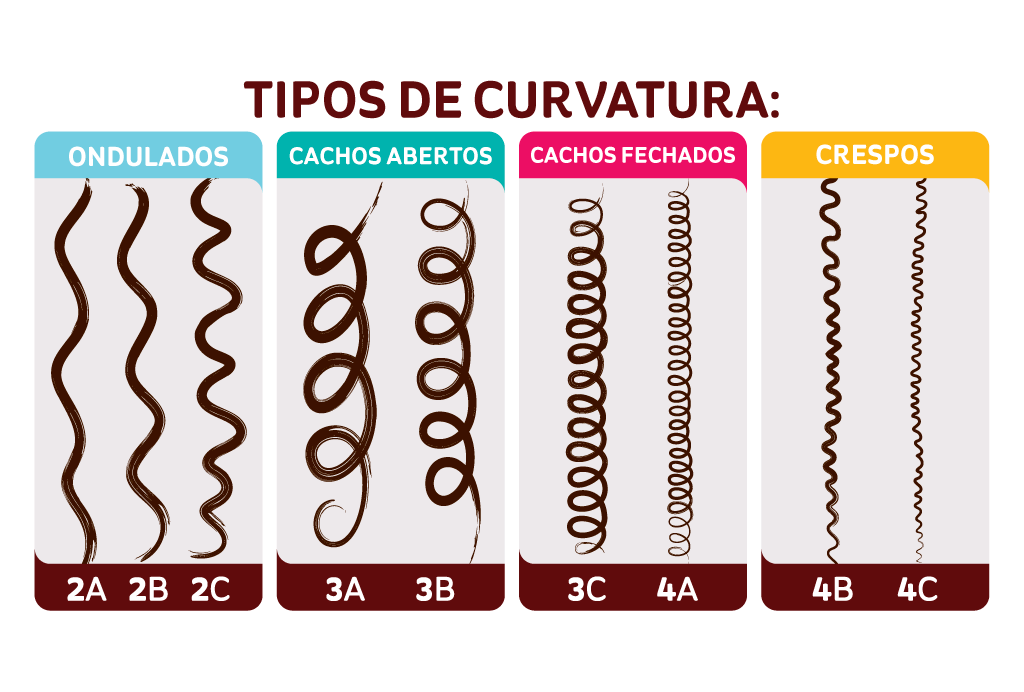 TIPOS DE CURVATURA:
ONDULADOS
2A 2B 2C
CACHOS ABERTOS
3A 3B
CACHOS FECHADOS
3C 4A
CRESPOS
4B 4C